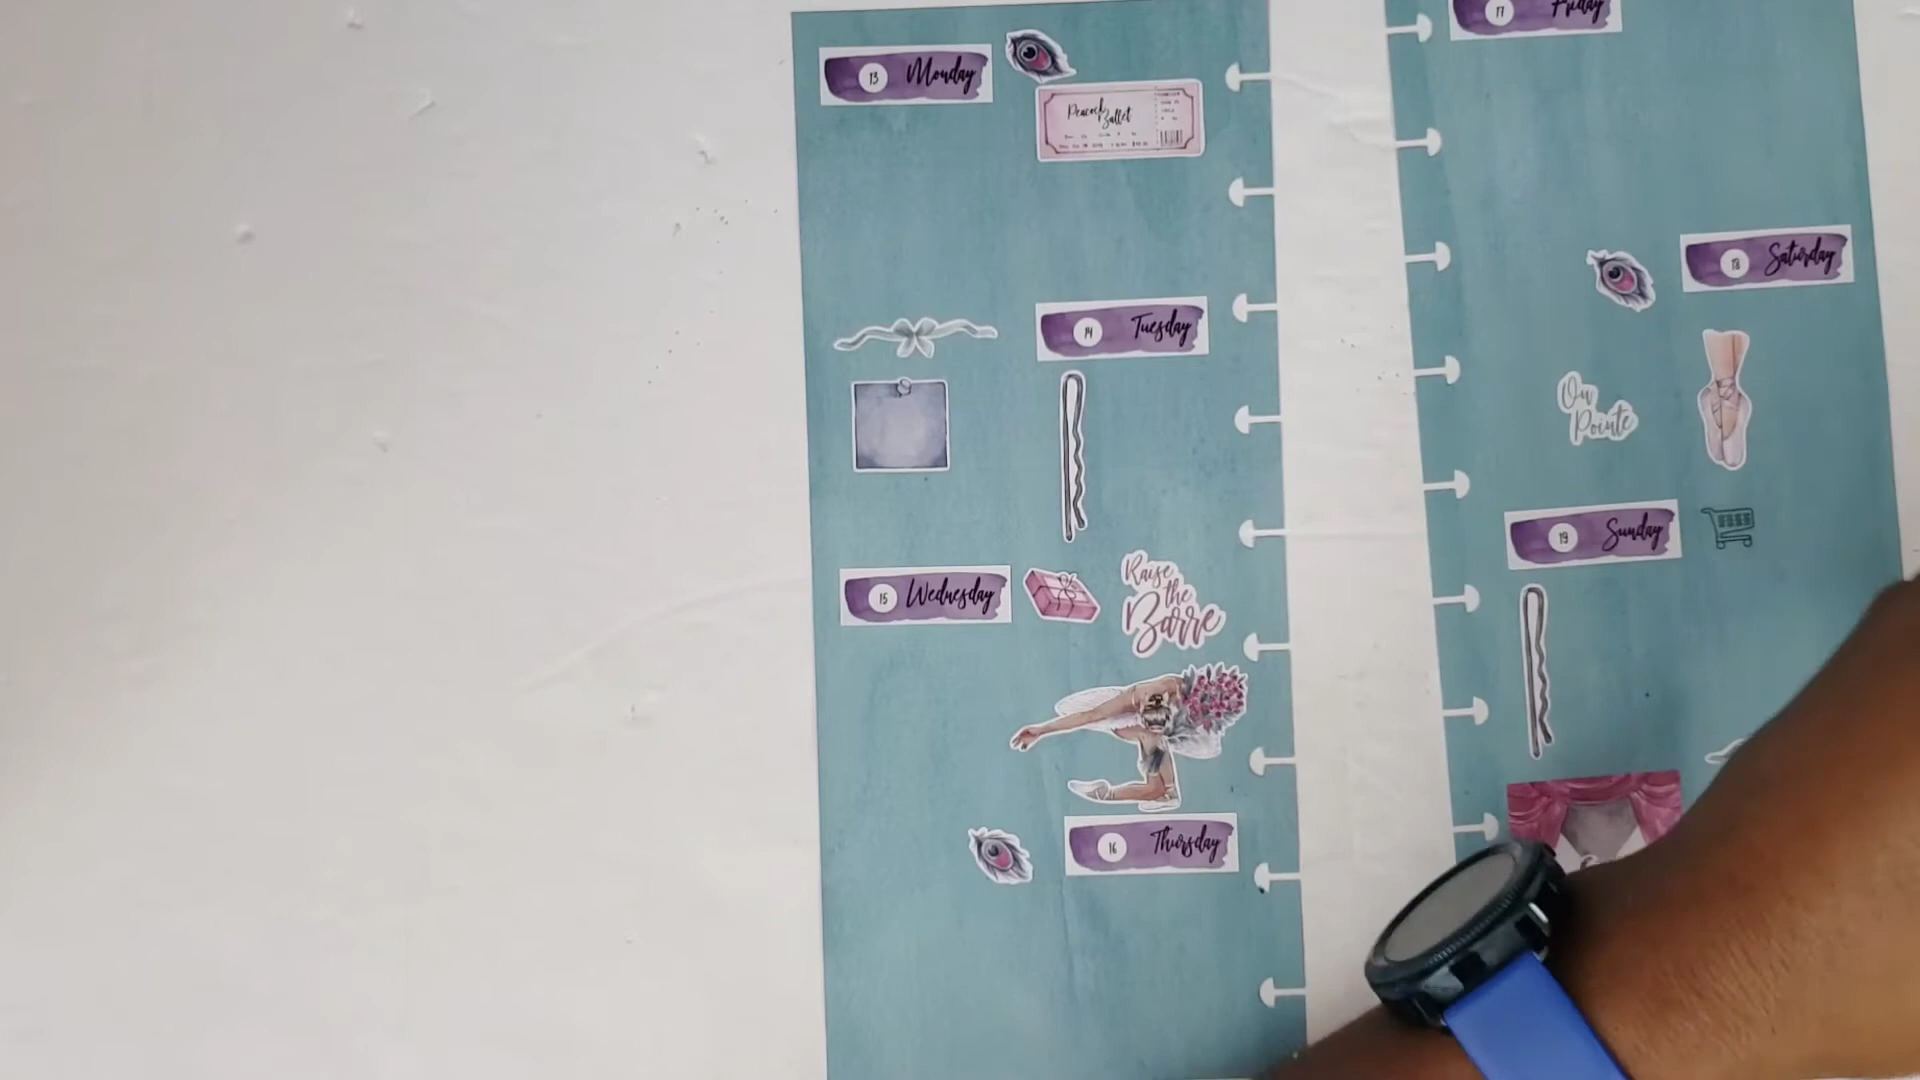 13 Monday
Peacock
Ballet
14 Tuesday
15 Wednesday
Raise
the
Barre
16 Thursday
17 Friday
18 Saturday
On
Pointe
19 Sunday